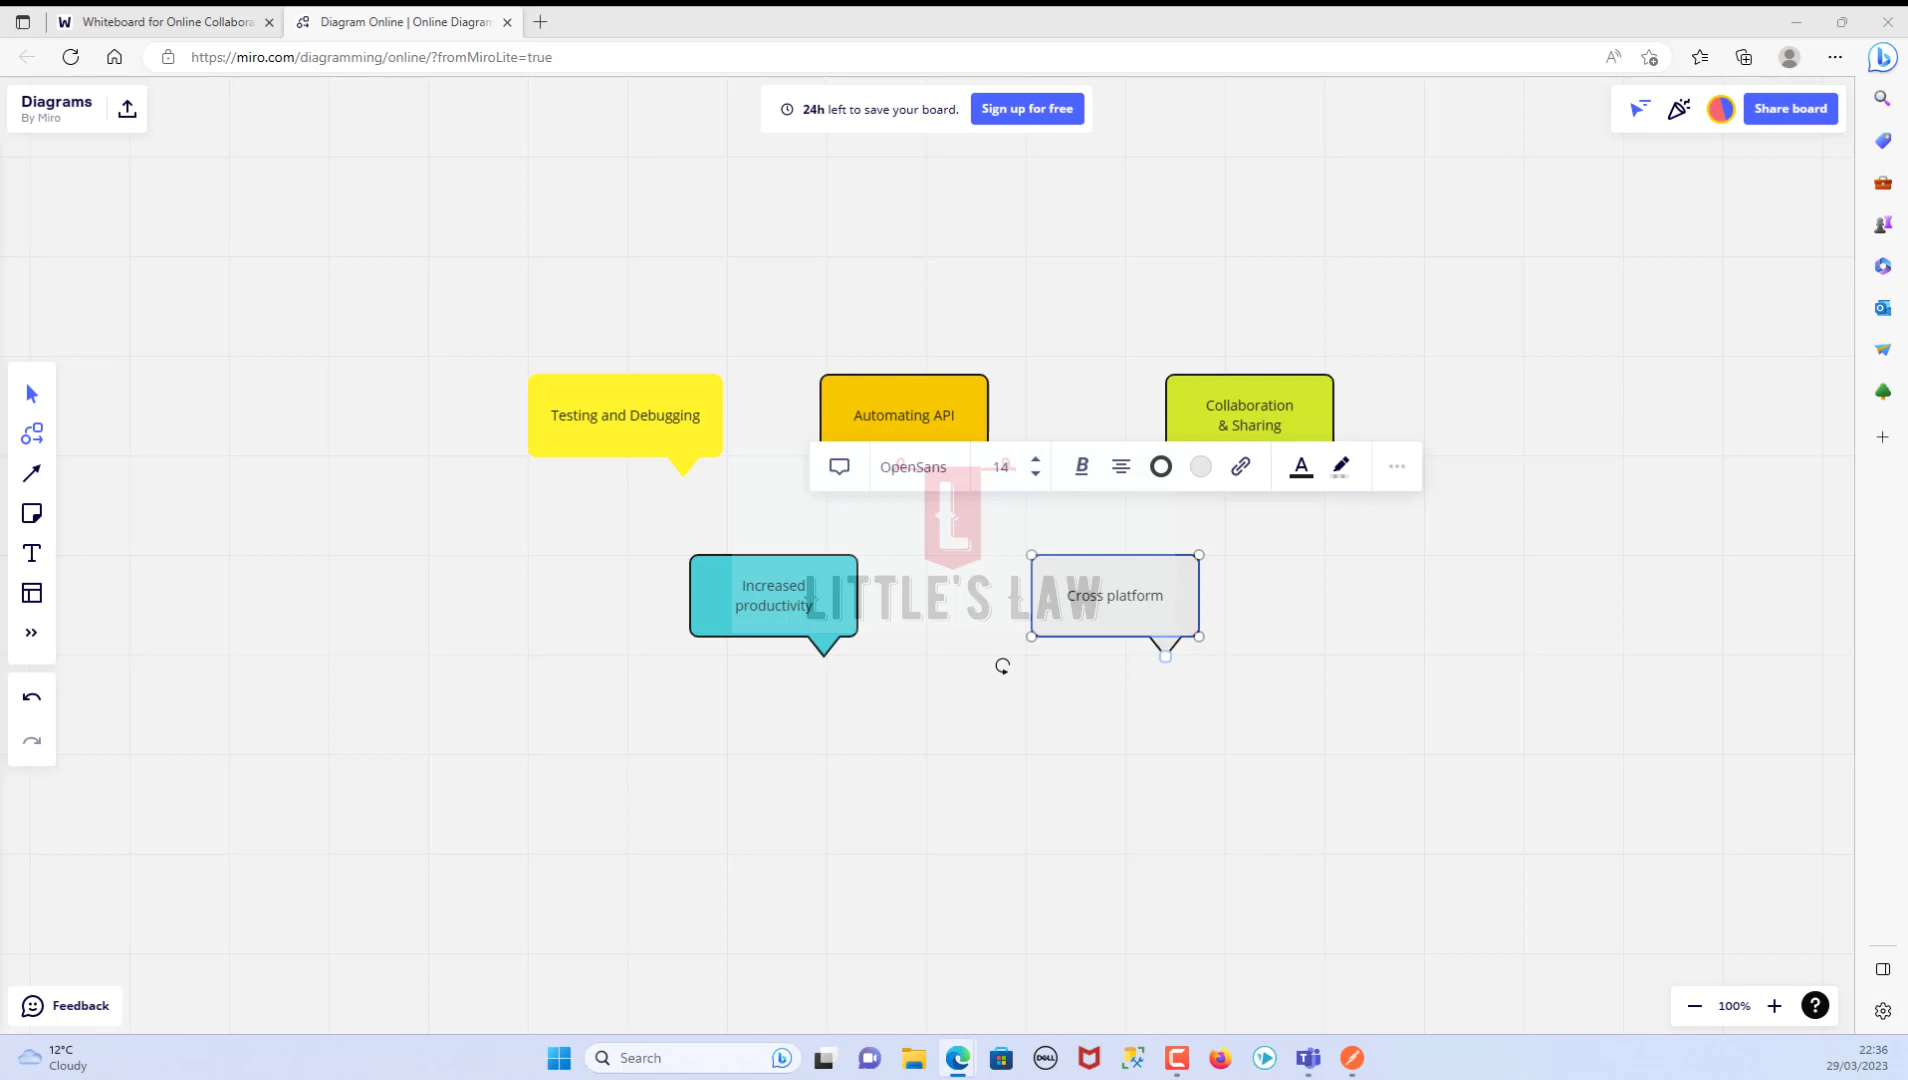 Whiteboard for Online Collabora
Diagram Online | Online Diagram
https://miro.com/diagramming/online/?fromMiroLite=true
Diagrams
By Miro
24h left to save your board.
Sign up for free
Share board
Testing and Debugging
Automating API
Collaboration
& Sharing
OpenSans
14
B
A
Increased
productivity
Cross platform
LITTLE'S LAW
Feedback
100%
12°C
Cloudy
Search
DELL
22:36
29/03/2023